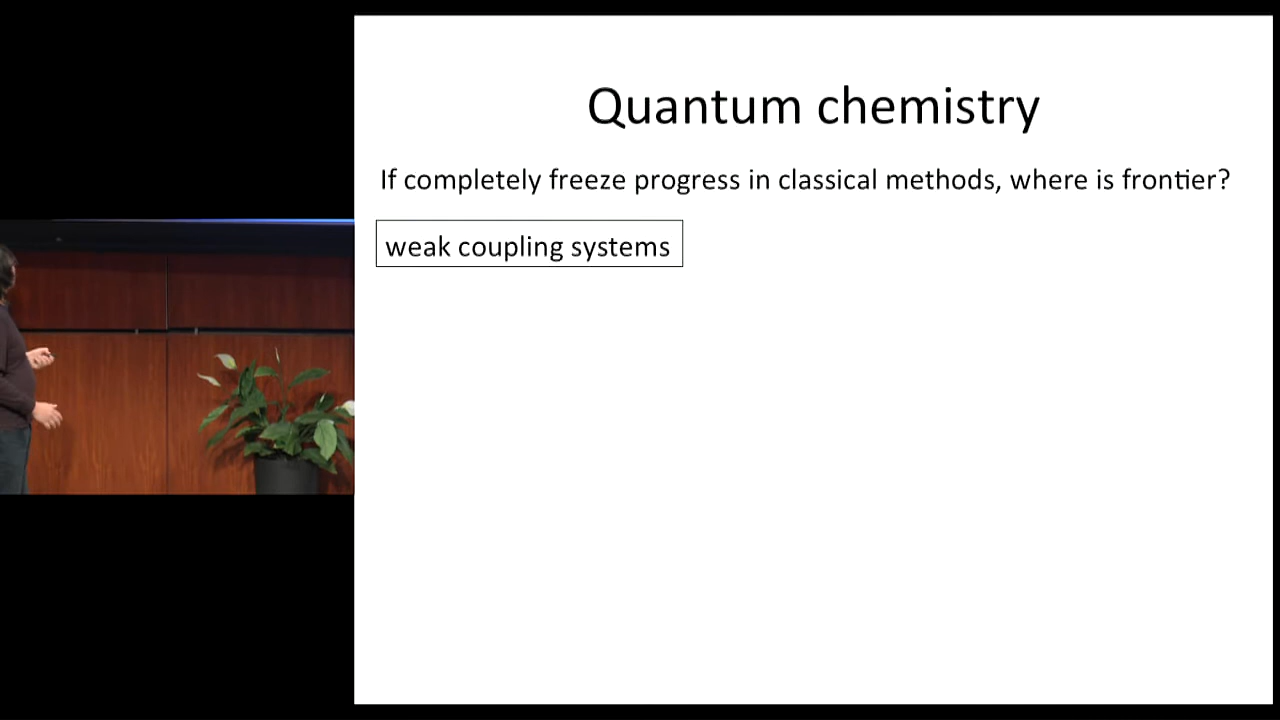 Quantum chemistry
If completely freeze progress in classical methods, where is frontier?
weak coupling systems